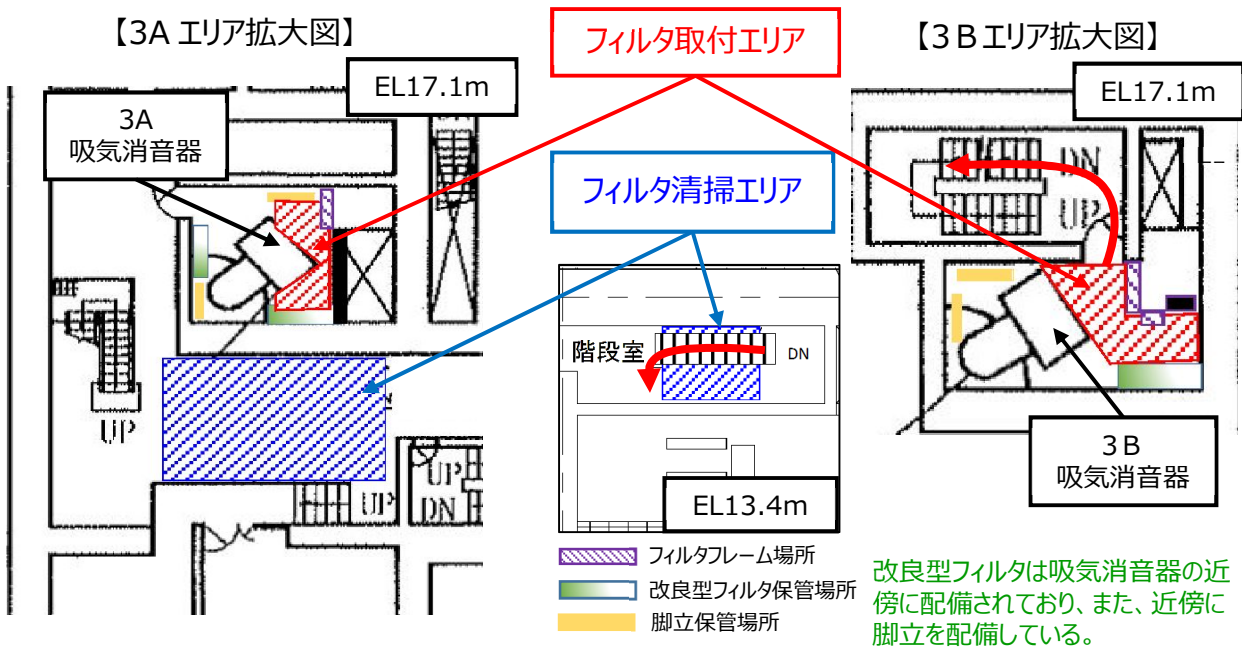 【3A エリア拡大図】
フィルタ取付エリア
【3Bエリア拡大図】
EL17.1m
EL17.1m
3A
吸気消音器
DN
UP
フィルタ清掃エリア
階段室
DN
UP
UP
DN
UP
EL13.4m
3B
吸気消音器
フィルタフレーム場所
改良型フィルタ保管場所
脚立保管場所
改良型フィルタは吸気消音器の近
傍に配備されており、また、近傍に
脚立を配備している。